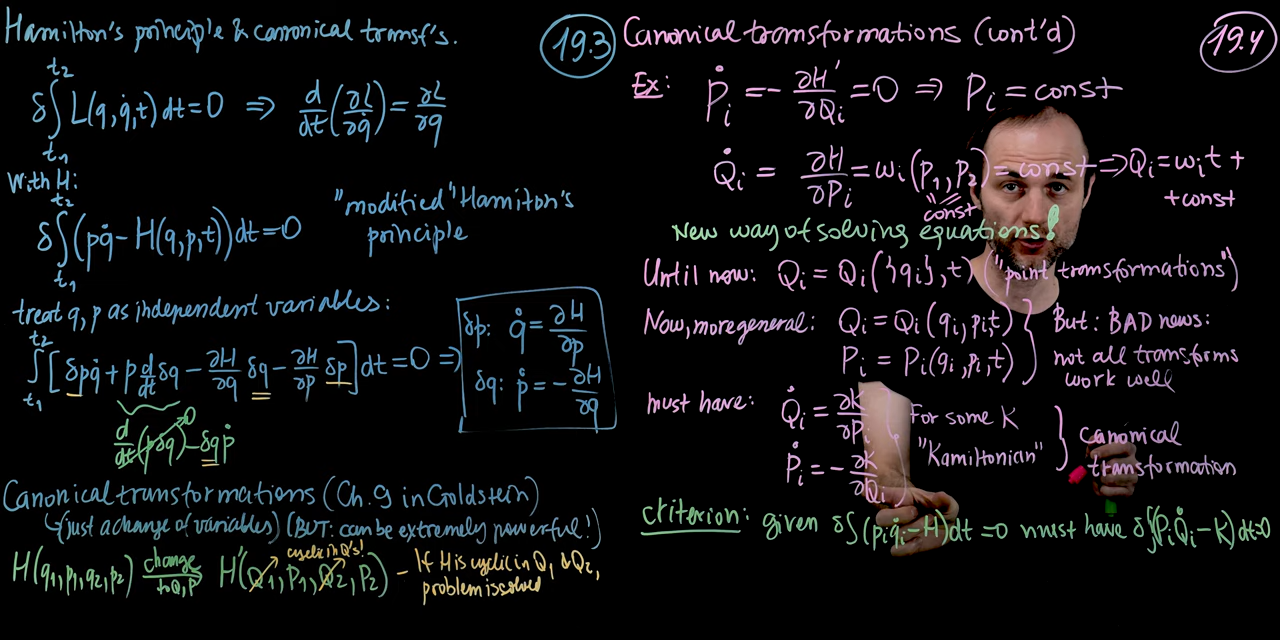 Hamilton's principle & canonical transf's.
19.3
δ∫_{t₁}^{t₂} L(q,q̇,t)dt=0 ⇒ d/dt(∂L/∂q̇)=∂L/∂q
With H:
δ∫_{t₁}^{t₂}(pq̇-H(q,p,t))dt=0
"modified" Hamilton's
principle
treat q,p as independent variables:
∫_{t₁}^{t₂}[δpq̇+p d/dt δq-∂H/∂q δq-∂H/∂p δp]dt=0 ⇒
δp: q̇=∂H/∂p
δq: ṗ=-∂H/∂q
d/dt(pδq) 0 -δqṗ
Canonical transformations (Ch. 9 in Goldstein)
(just a change of variables) (BUT: can be extremely powerful!)
cyclic in Q's!
H(q₁,p₁,q₂,p₂) change to Q,P H'(Q1,P₁,Q2,P₂) - If H is cyclic in Q₁ & Q₂,
problem is solved
Canonical transformations (cont'd)
19.4
Ex: Ṗi=-∂H'/∂Qi=0 ⇒ Pi=const
Q̇i=∂H/∂Pi=ωi(P₁,P₂)=const⇒Qi=ωit+
+const
const
New way of solving equations!
Until now: Qi=Qi({qi},t) ("point transformations")
Now, more general: Qi=Qi(qi,pi,t)
Pi=Pi(qi,pi,t)
But: BAD news:
not all transforms
work well
must have: Q̇i=∂K/∂Pi
Ṗi=-∂K/∂Qi
for some K
"Kamiltonian"
canonical
transformation
criterion: given δ∫(piq̇i-H)dt=0 must have δ∫(PiQ̇i-K)dt=0